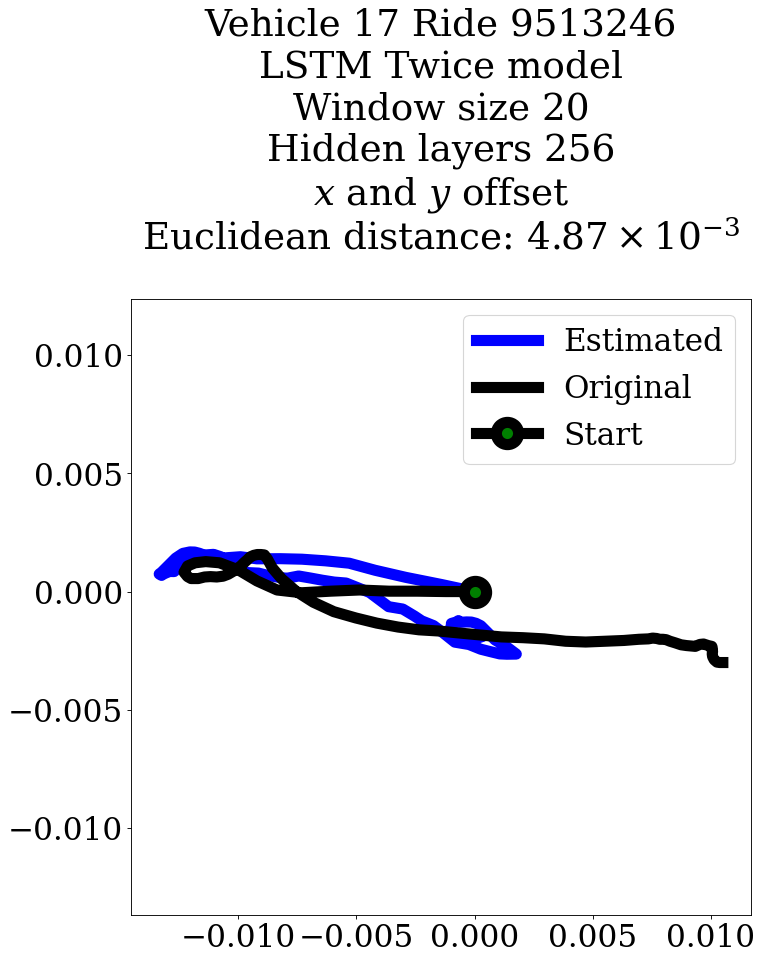 Vehicle 17 Ride 9513246
LSTM Twice model
Window size 20
Hidden layers 256
x and y offset
Euclidean distance: 4.87 × 10⁻³
Estimated
Original
Start
0.010
0.005
0.000
−0.005
−0.010
−0.010 −0.005 0.000 0.005 0.010